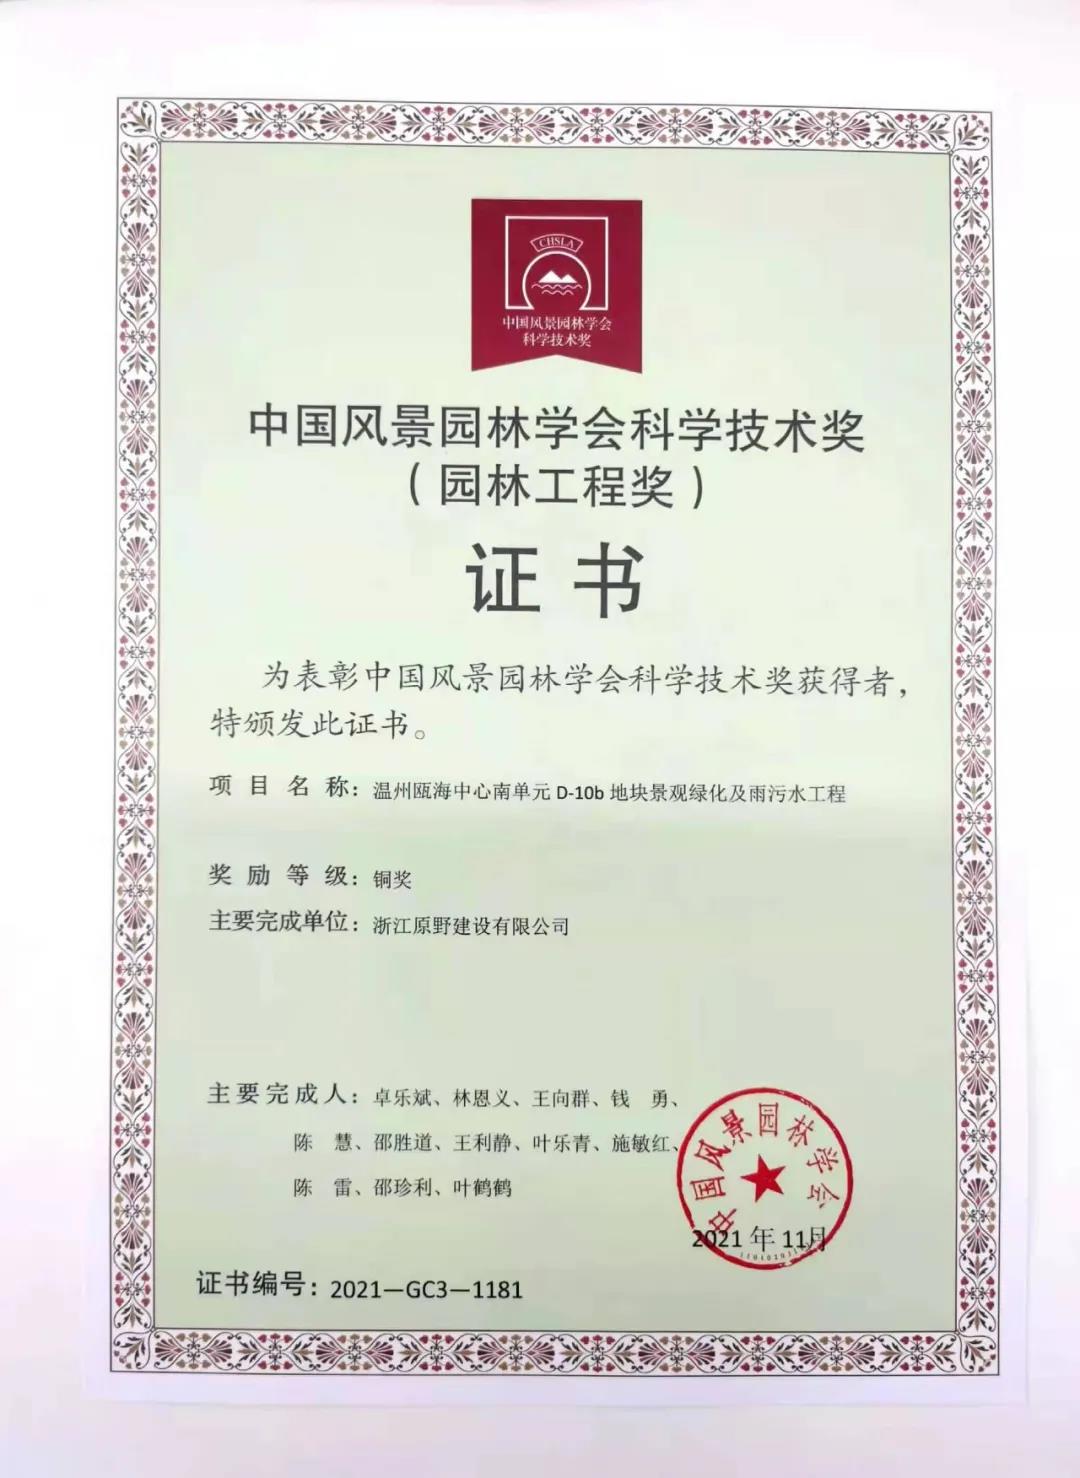 CHSLA
中国风景园林学会
科学技术奖
中国风景园林学会科学技术奖
（园林工程奖）
证书
为表彰中国风景园林学会科学技术奖获得者，
特颁发此证书。
项目名称：温州瓯海中心南单元 D-10b 地块景观绿化及雨污水工程
奖励等级：铜奖
主要完成单位：浙江原野建设有限公司
主要完成人：卓乐斌、林恩义、王向群、钱　勇、
陈　慧、邵胜道、王利静、叶乐青、施敏红、
陈　雷、邵珍利、叶鹤鹤
中国风景园林学会
2021 年 11月
证书编号：2021—GC3—1181